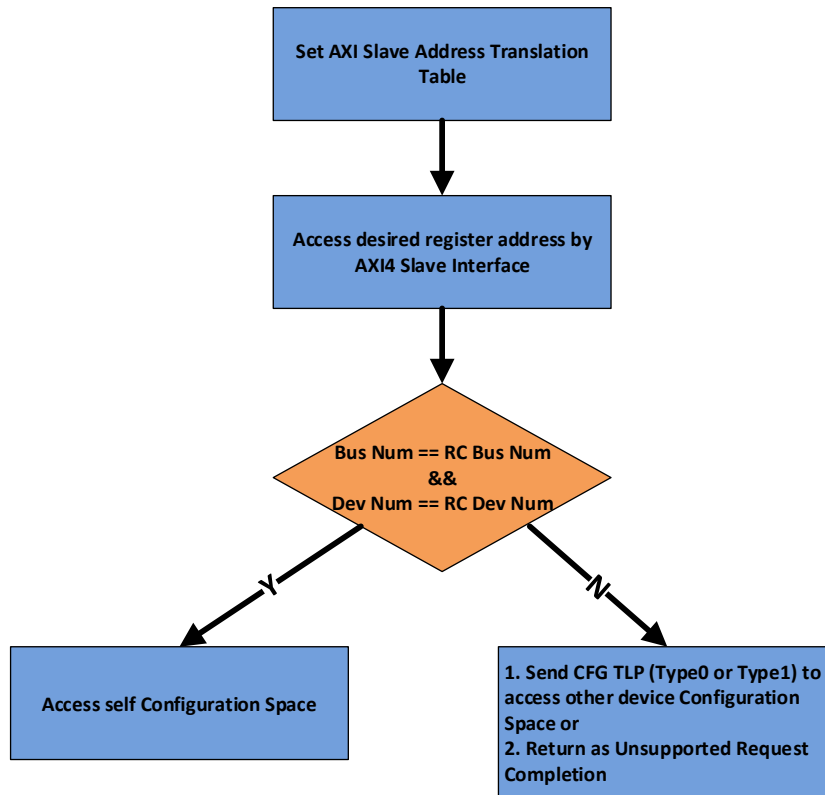 Set AXI Slave Address Translation
Table
Access desired register address by
AXI4 Slave Interface
Bus Num == RC Bus Num
&&
Dev Num == RC Dev Num
Y
N
Access self Configuration Space
1. Send CFG TLP (Type0 or Type1) to
access other device Configuration
Space or
2. Return as Unsupported Request
Completion